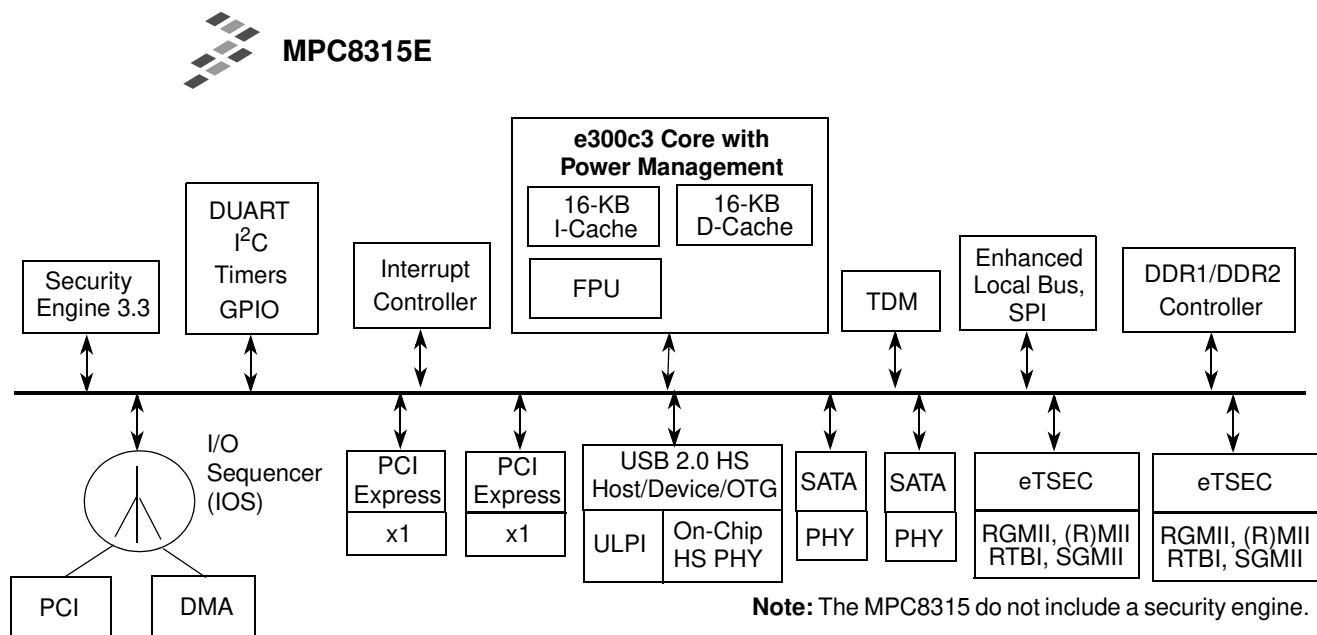 MPC8315E
e300c3 Core with
Power Management
16-KB
I-Cache
16-KB
D-Cache
FPU
DUART
I²C
Timers
GPIO
Security
Engine 3.3
Interrupt
Controller
TDM
Enhanced
Local Bus,
SPI
DDR1/DDR2
Controller
I/O
Sequencer
(IOS)
PCI
DMA
PCI
Express
x1
PCI
Express
x1
USB 2.0 HS
Host/Device/OTG
ULPI
On-Chip
HS PHY
SATA
PHY
SATA
PHY
eTSEC
RGMII, (R)MII
RTBI, SGMII
eTSEC
RGMII, (R)MII
RTBI, SGMII
Note: The MPC8315 do not include a security engine.